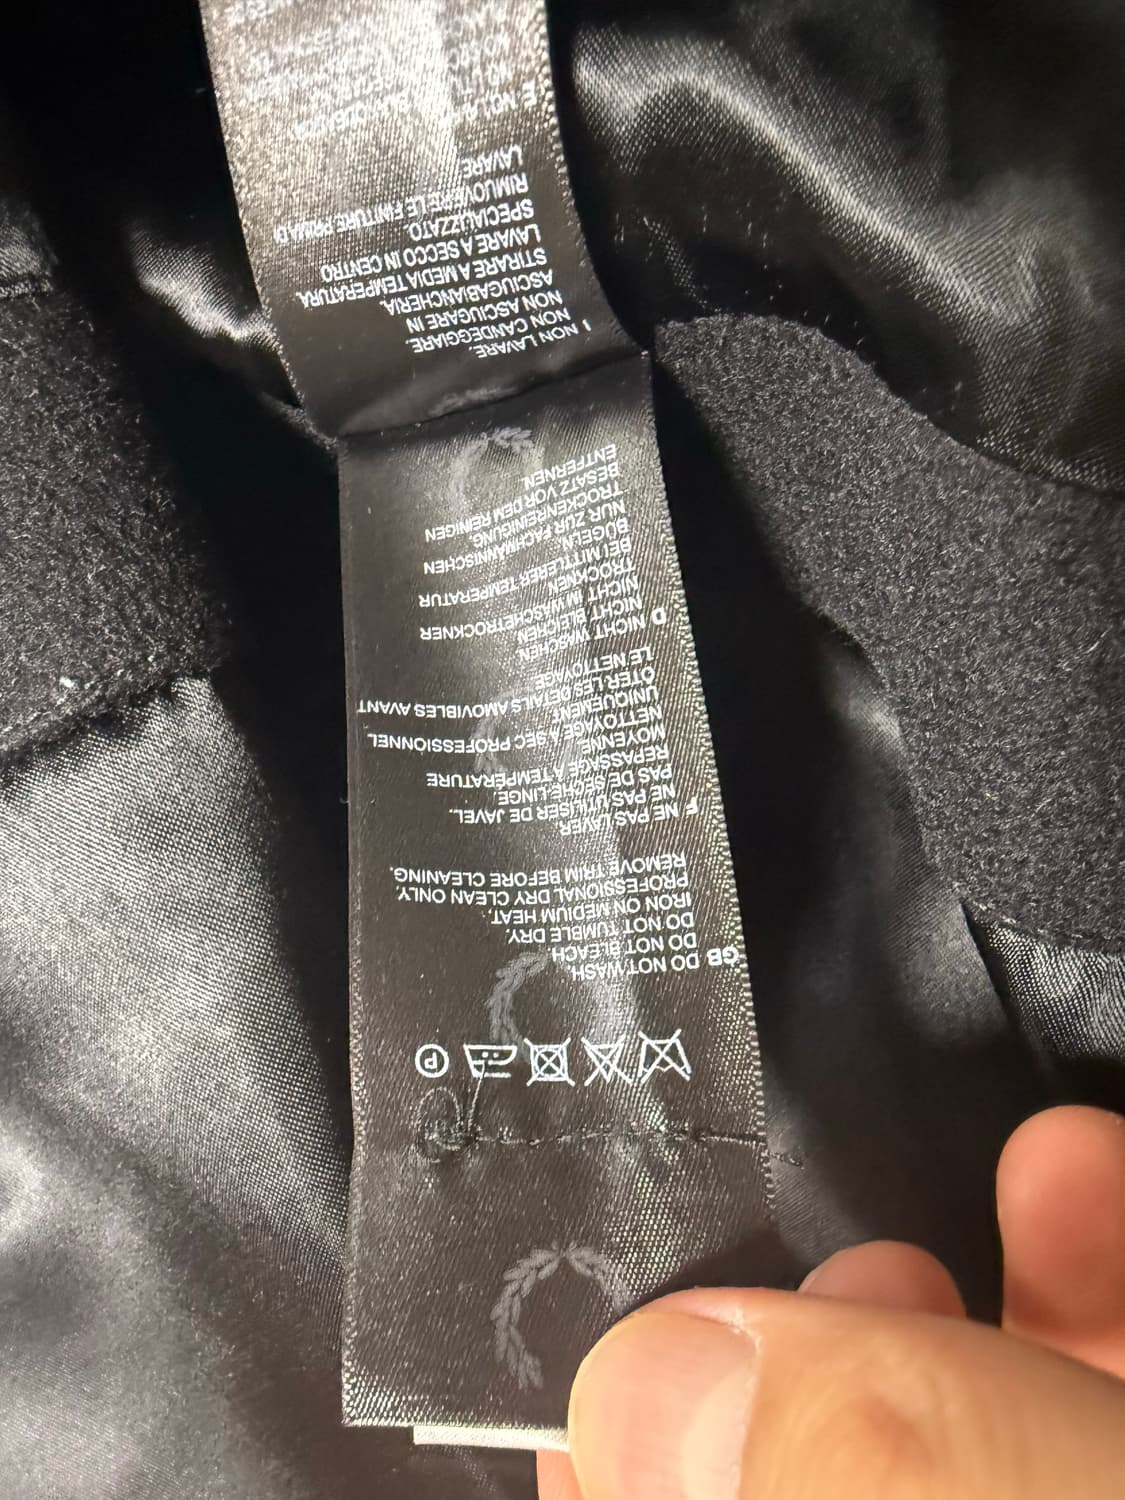 P
GB DO NOT WASH.
DO NOT BLEACH.
DO NOT TUMBLE DRY.
IRON ON MEDIUM HEAT.
PROFESSIONAL DRY CLEAN ONLY.
REMOVE TRIM BEFORE CLEANING.
F NE PAS LAVER
NE PAS UTILISER DE JAVEL.
PAS DE SÈCHE-LINGE.
REPASSAGE A TEMPÉRATURE
MOYENNE
NETTOYAGE À SEC PROFESSIONNEL
UNIQUEMENT
ÔTER LES DÉTAILS AMOVIBLES AVANT
LE NETTOYAGE
D NICHT WASCHEN.
NICHT BLEICHEN.
NICHT IM WÄSCHETROCKNER
TROCKNEN.
BEI MITTLERER TEMPERATUR
BÜGELN.
NUR ZUR FACHMÄNNISCHEN
TROCKENREINIGUNG.
BESATZ VOR DEM REINIGEN
ENTFERNEN.
I NON LAVARE.
NON CANDEGGIARE.
NON ASCIUGARE IN
ASCIUGABIANCHERIA.
STIRARE A MEDIA TEMPERATURA
LAVARE A SECCO IN CENTRO
SPECIALIZZATO.
RIMUOVERE LE FINITURE PRIMA DI
LAVARE
E NO